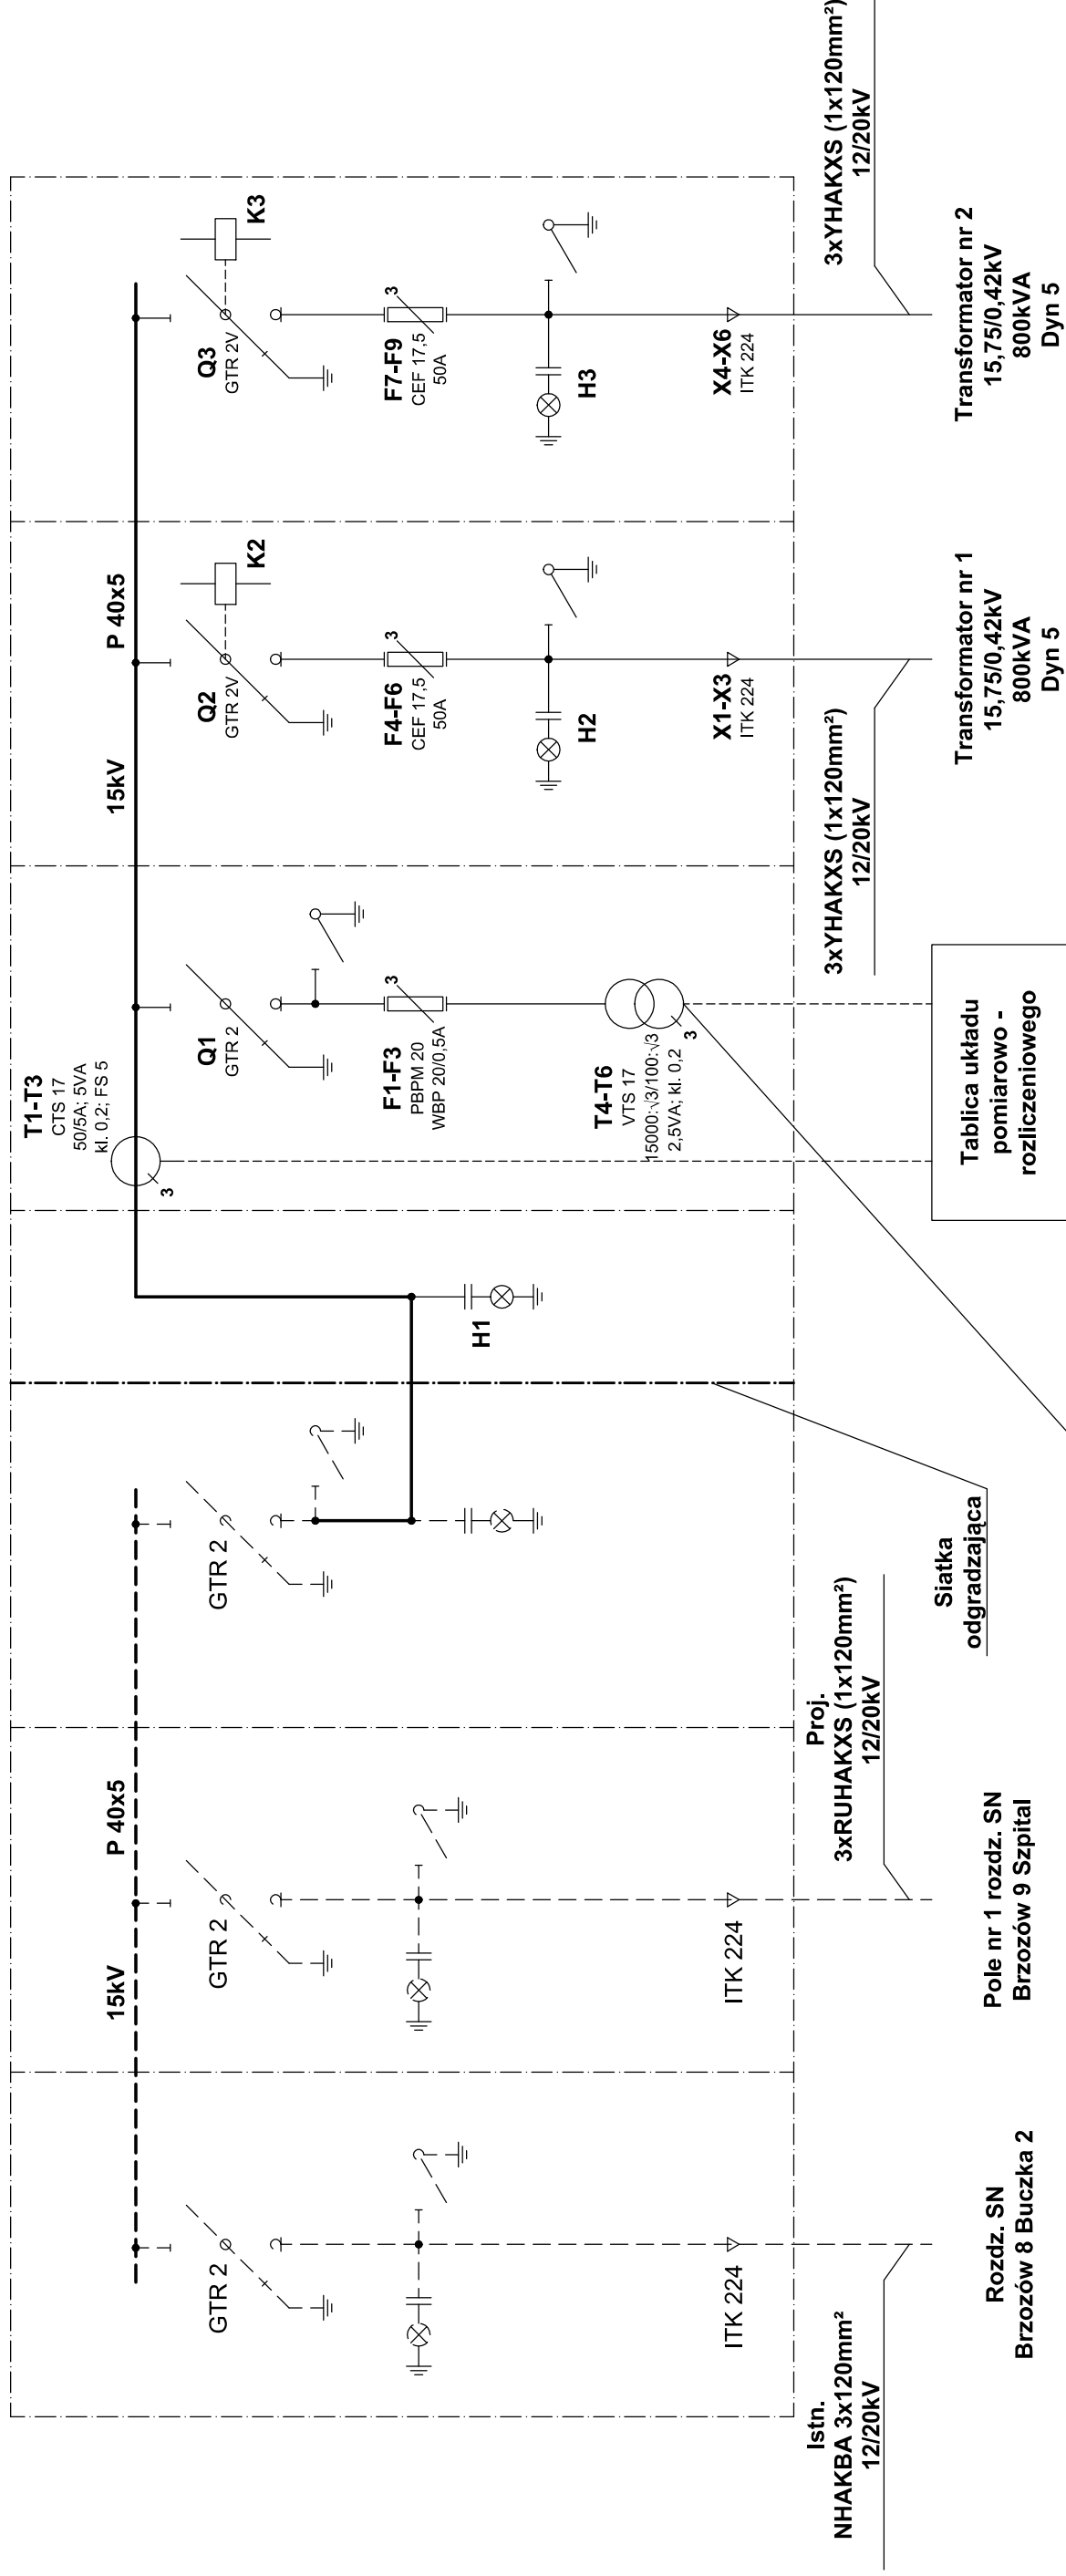 15kV
P 40x5
GTR 2
ITK 224
Istn.
NHAKBA 3x120mm²
12/20kV
Rozdz. SN
Brzozów 8 Buczka 2
GTR 2
ITK 224
Proj.
3xRUHAKXS (1x120mm²)
12/20kV
Pole nr 1 rozdz. SN
Brzozów 9 Szpital
GTR 2
Siatka
odgradzająca
H1
T1-T3
CTS 17
50/5A; 5VA
kl. 0,2; FS 5
3
Q1
GTR 2
F1-F3
PBPM 20
WBP 20/0,5A
3
T4-T6
VTS 17
15000:√3/100:√3
2,5VA; kl. 0,2
3
Tablica układu
pomiarowo -
rozliczeniowego
15kV
P 40x5
Q2
GTR 2V
K2
F4-F6
CEF 17,5
50A
3
H2
X1-X3
ITK 224
3xYHAKXS (1x120mm²)
12/20kV
Transformator nr 1
15,75/0,42kV
800kVA
Dyn 5
Q3
GTR 2V
K3
F7-F9
CEF 17,5
50A
3
H3
X4-X6
ITK 224
3xYHAKXS (1x120mm²)
12/20kV
Transformator nr 2
15,75/0,42kV
800kVA
Dyn 5